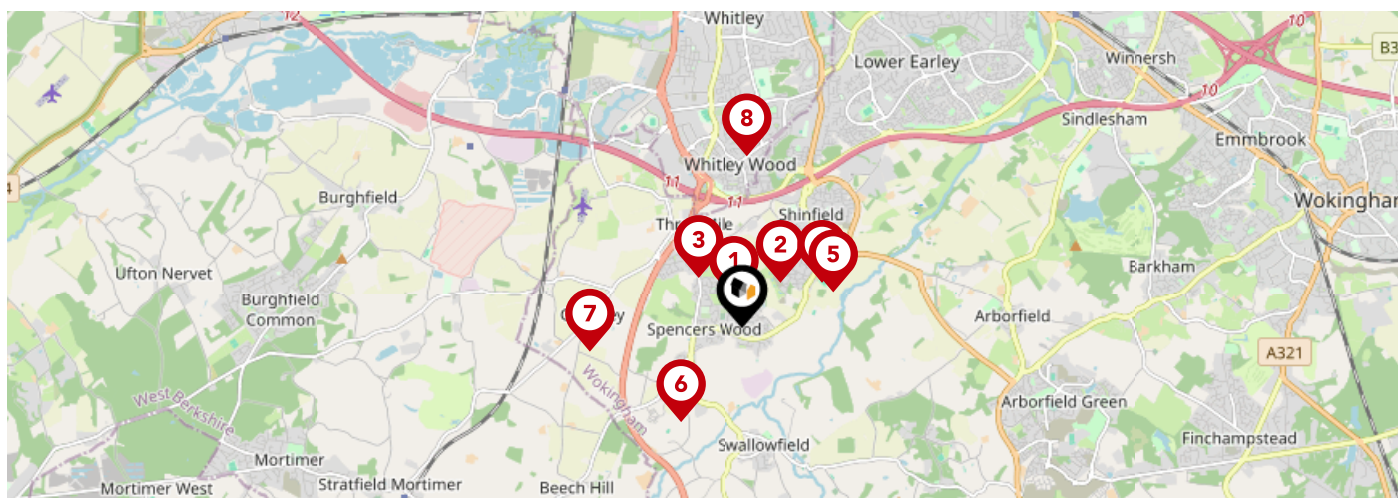 12
Whitley
10
B3
Lower Earley
Winnersh
10
8
Sindlesham
Emmbrook
Whitley Wood
4
11
Burghfield
11
Wokingham
Shinfield
3
2
5
1
Ufton Nervet
Barkham
Burghfield
Common
7
Arborfield
Spencers Wood
A321
6
Wokingham
West Berkshire
Arborfield Green
Swallowfield
Finchampstead
Mortimer
Stratfield Mortimer
Mortimer West
Beech Hill